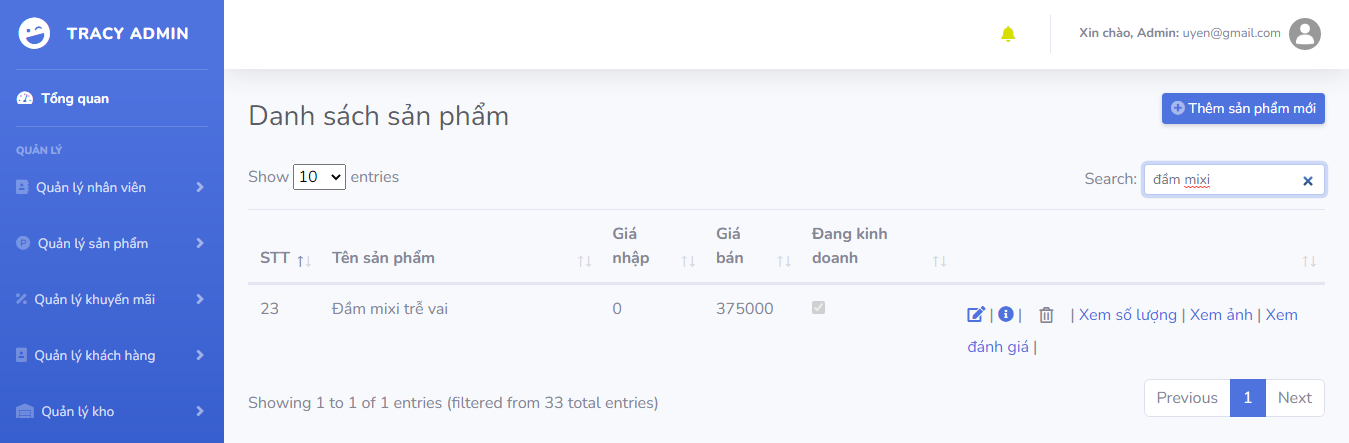 TRACY ADMIN
Xin chào, Admin: uyen@gmail.com
Tổng quan
QUẢN LÝ
Quản lý nhân viên
Quản lý sản phẩm
Quản lý khuyến mãi
Quản lý khách hàng
Quản lý kho
Danh sách sản phẩm
Thêm sản phẩm mới
Show 10 entries
Search: đầm mixi
STT Tên sản phẩm Giá nhập Giá bán Đang kinh doanh
23 Đầm mixi trễ vai 0 375000 | | | Xem số lượng | Xem ảnh | Xem
đánh giá |
Showing 1 to 1 of 1 entries (filtered from 33 total entries)
Previous 1 Next